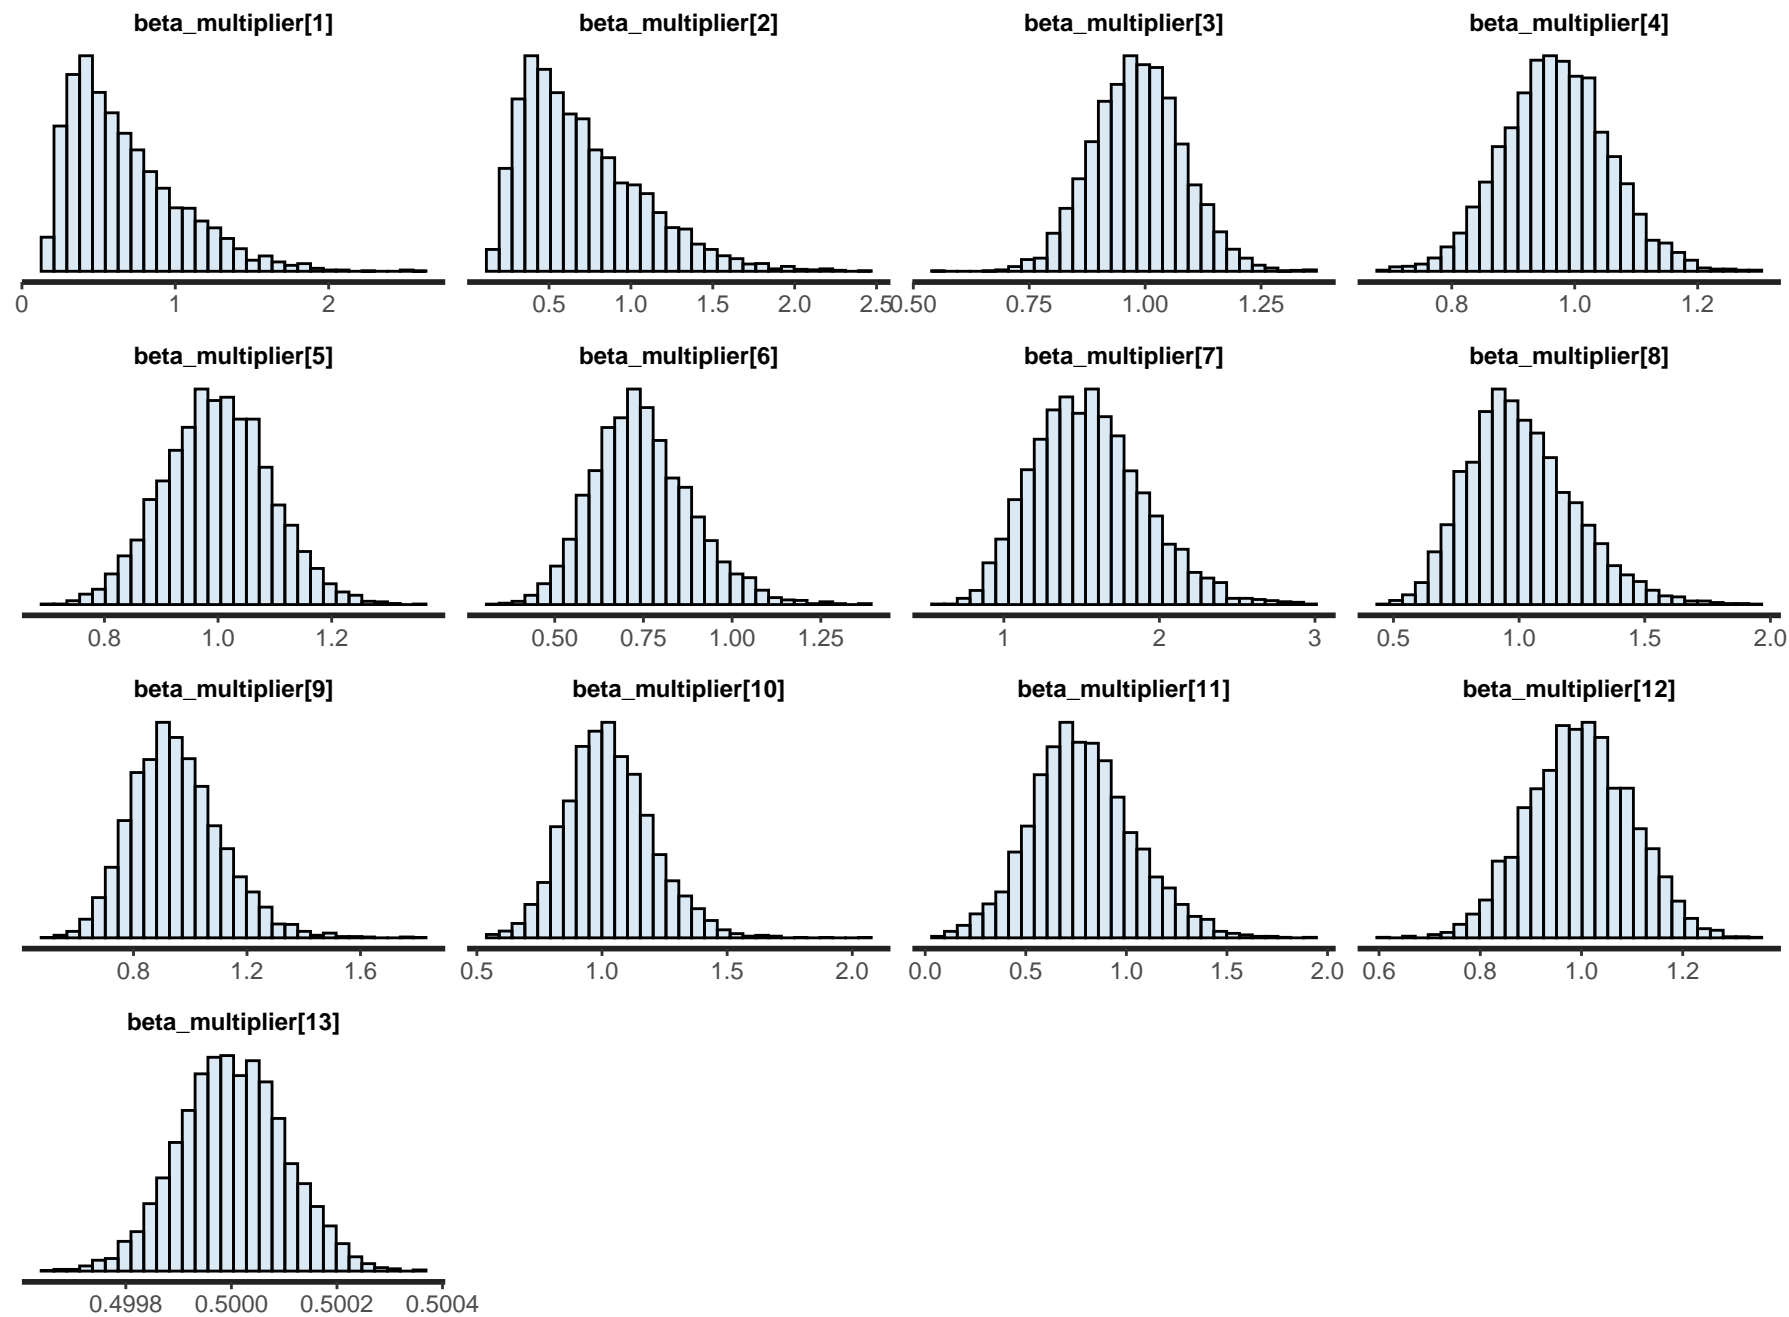 beta_multiplier[1] beta_multiplier[2] beta_multiplier[3] beta_multiplier[4]
0 1 2 0.5 1.0 1.5 2.0 2.5 0.50 0.75 1.00 1.25 0.8 1.0 1.2
beta_multiplier[5] beta_multiplier[6] beta_multiplier[7] beta_multiplier[8]
0.8 1.0 1.2 0.50 0.75 1.00 1.25 1 2 3 0.5 1.0 1.5 2.0
beta_multiplier[9] beta_multiplier[10] beta_multiplier[11] beta_multiplier[12]
0.8 1.2 1.6 0.5 1.0 1.5 2.0 0.0 0.5 1.0 1.5 2.0 0.6 0.8 1.0 1.2
beta_multiplier[13]
0.4998 0.5000 0.5002 0.5004